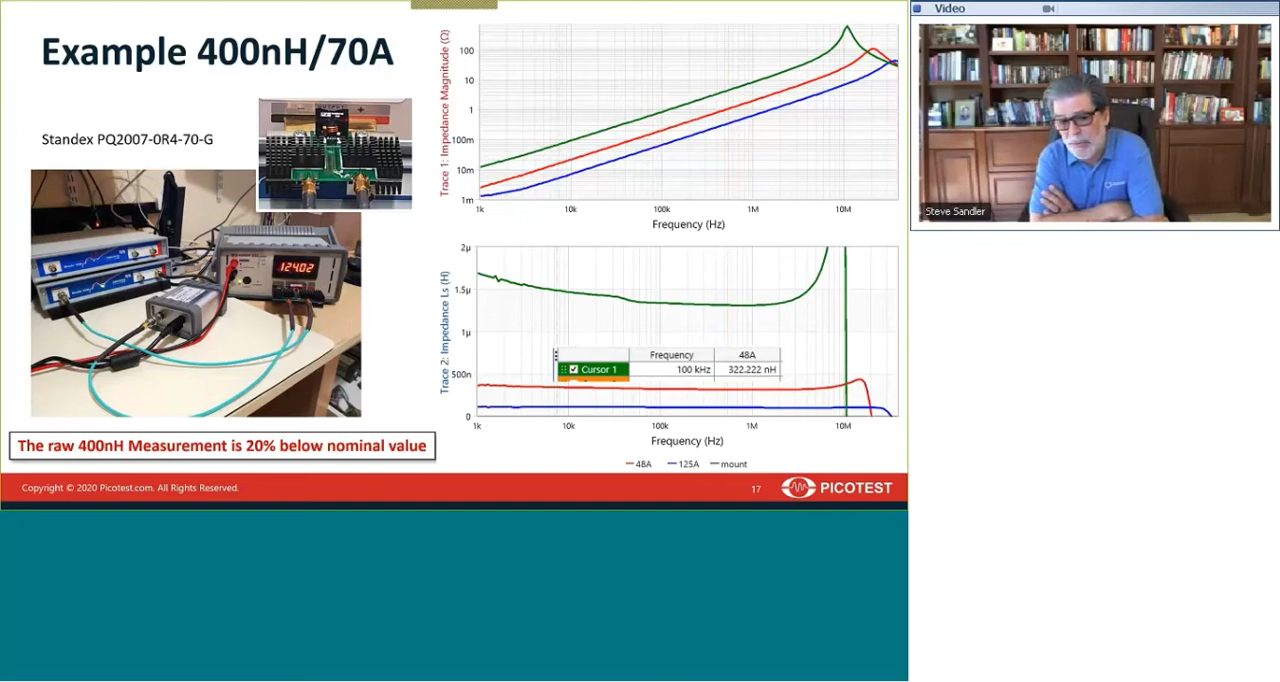 Example 400nH/70A
Standex PQ2007-0R4-70-G
124.02
The raw 400nH Measurement is 20% below nominal value
Trace 1: Impedance Magnitude (Ω)
100
10
1
100m
10m
1m
1k
10k
100k
1M
10M
Frequency (Hz)
Trace 2: Impedance Ls (H)
2µ
1.5µ
1µ
500n
0
Frequency
48A
Cursor 1
100 kHz
322.222 nH
1k
10k
100k
1M
10M
Frequency (Hz)
48A
125A
mount
Copyright © 2020 Picotest.com. All Rights Reserved.
17
PICOTEST
Video
Steve Sandler